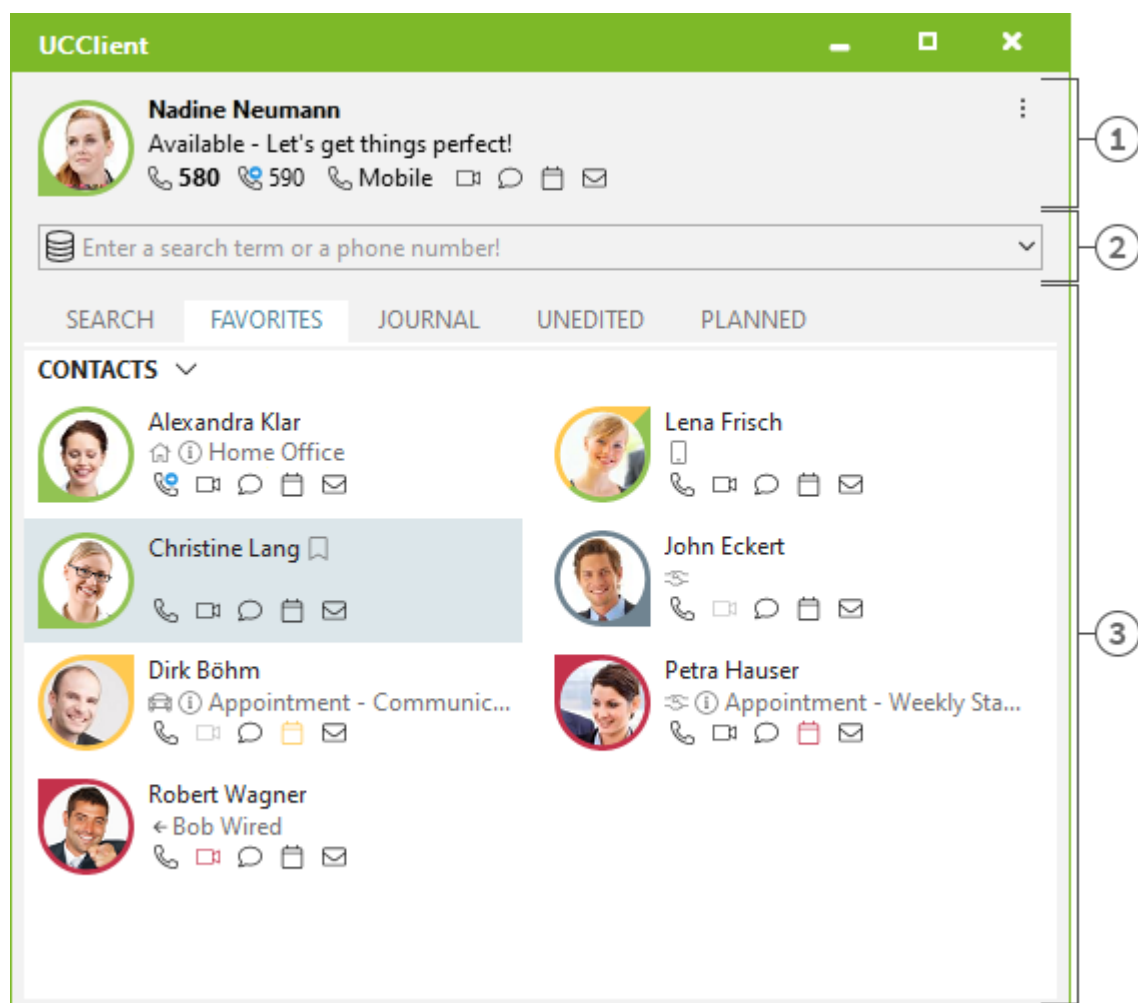 UCClient
Nadine Neumann
Available - Let's get things perfect!
580 590 Mobile
1
Enter a search term or a phone number!
2
SEARCH FAVORITES JOURNAL UNEDITED PLANNED
CONTACTS
Alexandra Klar
Home Office
Lena Frisch
Christine Lang
John Eckert
3
Dirk Böhm
Appointment - Communic...
Petra Hauser
Appointment - Weekly Sta...
Robert Wagner
Bob Wired